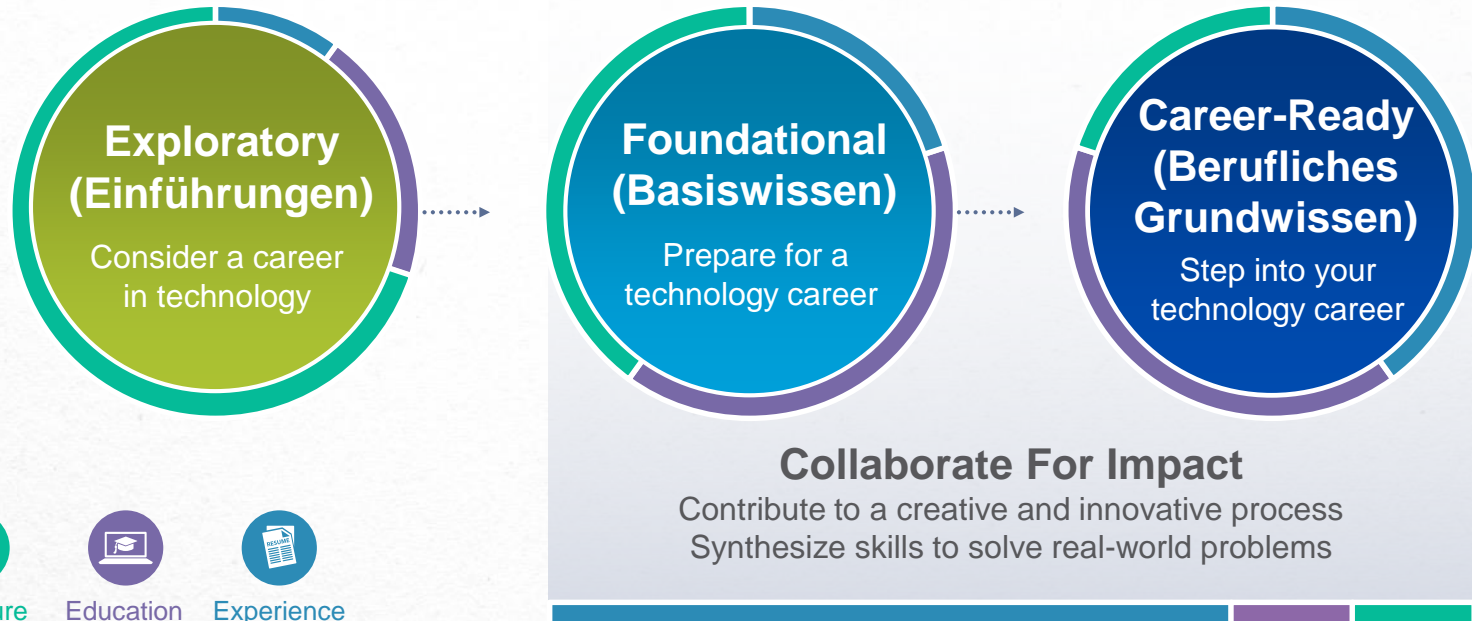 Exploratory
(Einführungen)
Consider a career
in technology
Foundational
(Basiswissen)
Prepare for a
technology career
Career-Ready
(Berufliches
Grundwissen)
Step into your
technology career
Collaborate For Impact
Contribute to a creative and innovative process
Synthesize skills to solve real-world problems
RESUME
ure Education Experience